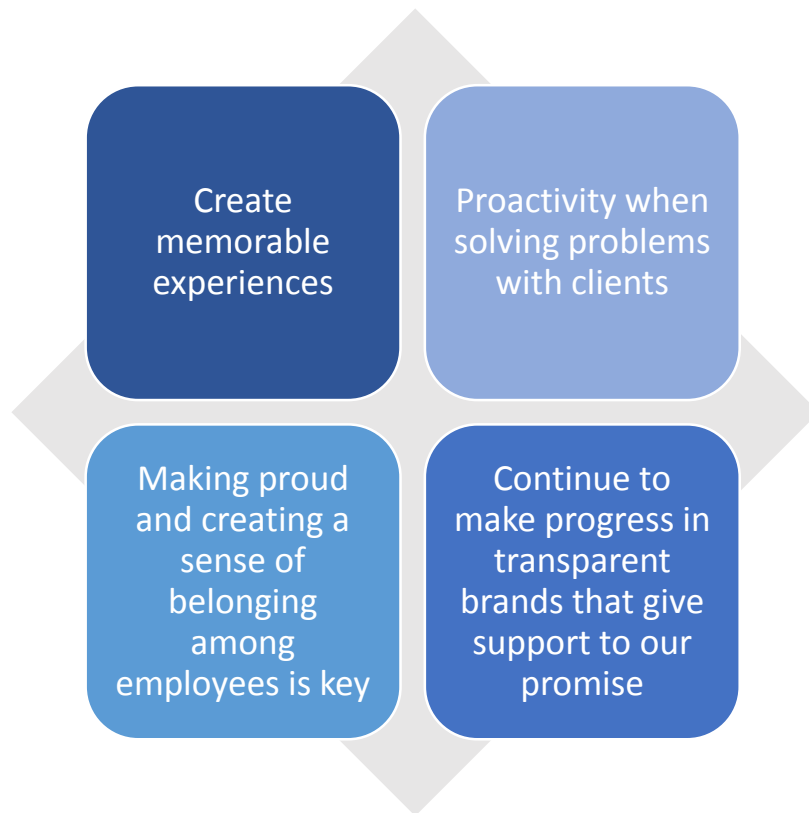 Create
memorable
experiences
Proactivity when
solving problems
with clients
Making proud
and creating a
sense of
belonging
among
employees is key
Continue to
make progress in
transparent
brands that give
support to our
promise